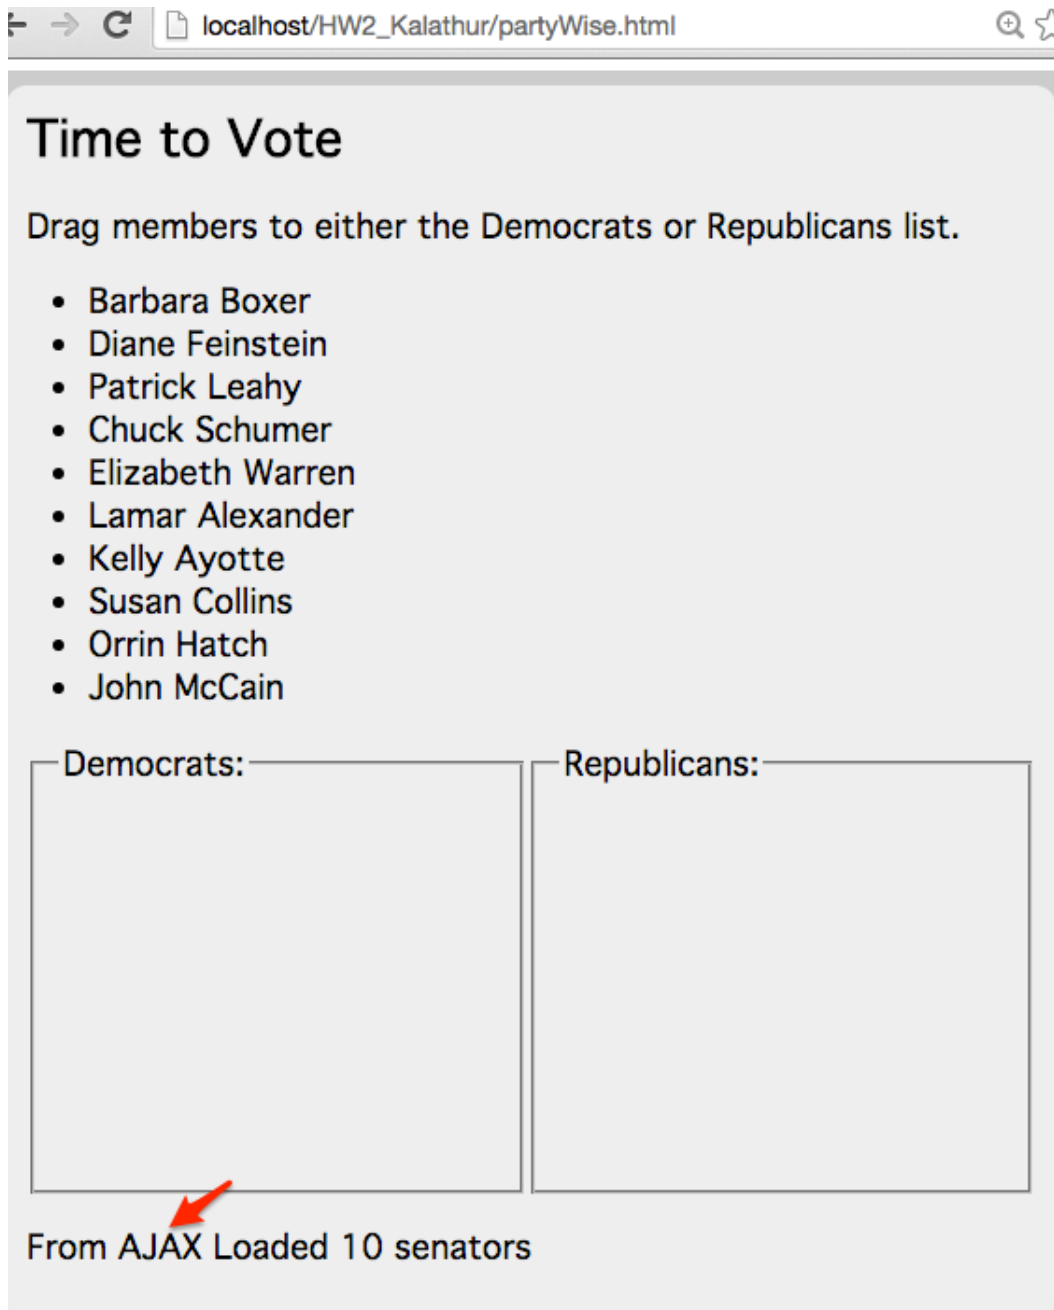 localhost/HW2_Kalathur/partyWise.html
Time to Vote
Drag members to either the Democrats or Republicans list.
• Barbara Boxer
• Diane Feinstein
• Patrick Leahy
• Chuck Schumer
• Elizabeth Warren
• Lamar Alexander
• Kelly Ayotte
• Susan Collins
• Orrin Hatch
• John McCain
Democrats: Republicans:
From AJAX Loaded 10 senators